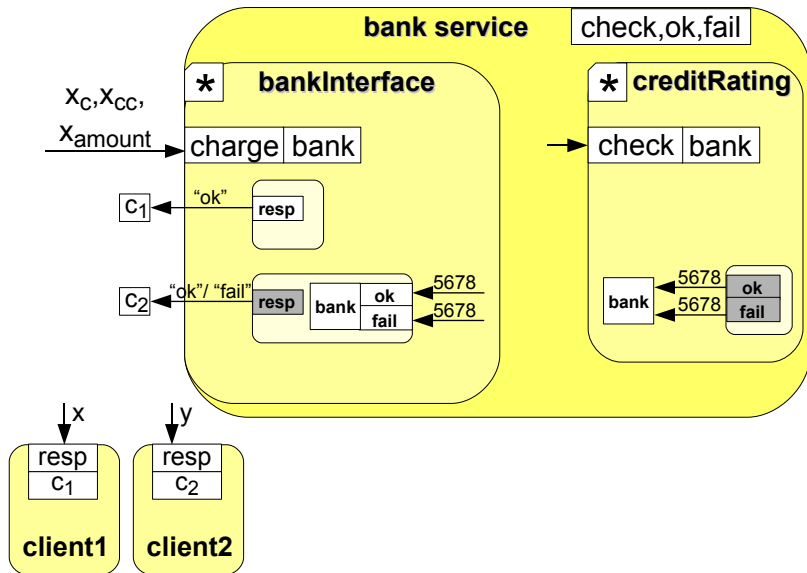 bank service check,ok,fail
* bankInterface
* creditRating
xc,xcc,
xamount
charge bank
check bank
"ok"
c1
resp
"ok"/ "fail"
c2
resp
bank
ok
fail
5678
5678
bank
5678
5678
ok
fail
x
y
resp
c1
client1
resp
c2
client2